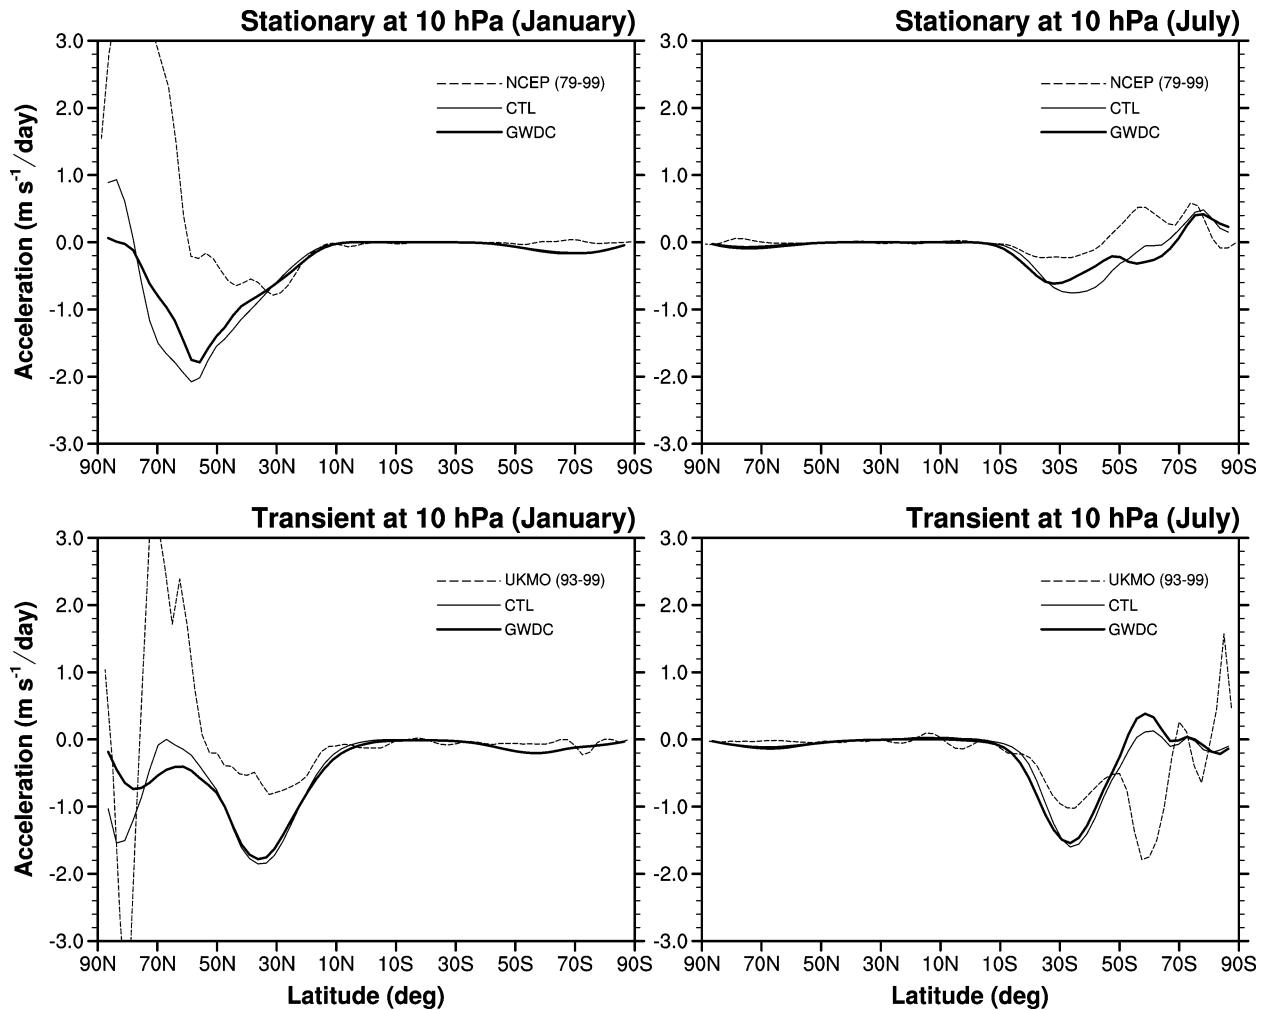 Stationary at 10 hPa (January)
3.0
2.0
1.0
0.0
-1.0
-2.0
-3.0
Acceleration (m s-1/day)
NCEP (79-99)
CTL
GWDC
90N 70N 50N 30N 10N 10S 30S 50S 70S 90S
Stationary at 10 hPa (July)
3.0
2.0
1.0
0.0
-1.0
-2.0
-3.0
NCEP (79-99)
CTL
GWDC
90N 70N 50N 30N 10N 10S 30S 50S 70S 90S
Transient at 10 hPa (January)
3.0
2.0
1.0
0.0
-1.0
-2.0
-3.0
Acceleration (m s-1/day)
UKMO (93-99)
CTL
GWDC
90N 70N 50N 30N 10N 10S 30S 50S 70S 90S
Latitude (deg)
Transient at 10 hPa (July)
3.0
2.0
1.0
0.0
-1.0
-2.0
-3.0
UKMO (93-99)
CTL
GWDC
90N 70N 50N 30N 10N 10S 30S 50S 70S 90S
Latitude (deg)